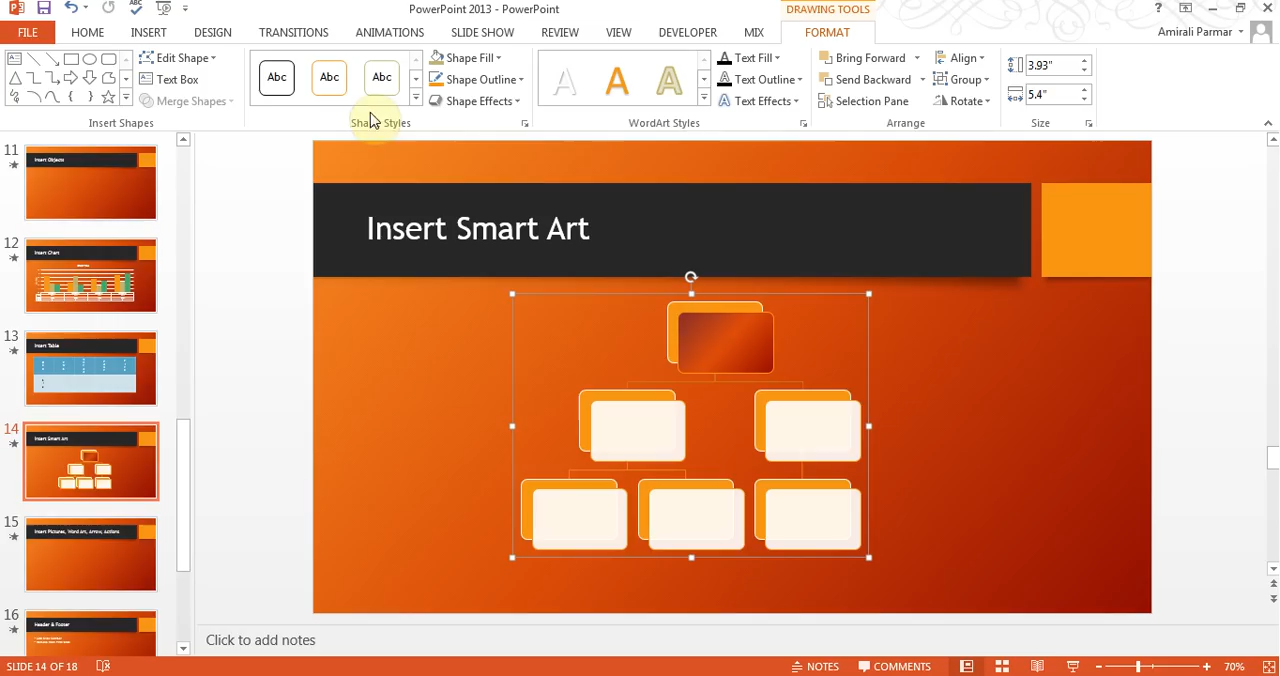 PowerPoint 2013 - PowerPoint
DRAWING TOOLS
FILE HOME INSERT DESIGN TRANSITIONS ANIMATIONS SLIDE SHOW REVIEW VIEW DEVELOPER MIX FORMAT
Amirali Parmar
Edit Shape
Text Box
Merge Shapes
Insert Shapes
Abc Abc Abc
Shape Fill
Shape Outline
Shape Effects
Shape Styles
A A A
Text Fill
Text Outline
Text Effects
WordArt Styles
Bring Forward
Send Backward
Selection Pane
Align
Group
Rotate
Arrange
3.93"
5.4"
Size
11
Insert Objects
12
Insert Chart
13
Insert Table
14
Insert Smart Art
15
Insert Pictures, Word Art, Arrow, Actions
16
Header & Footer
Insert Smart Art
Click to add notes
SLIDE 14 OF 18
NOTES
COMMENTS
70%